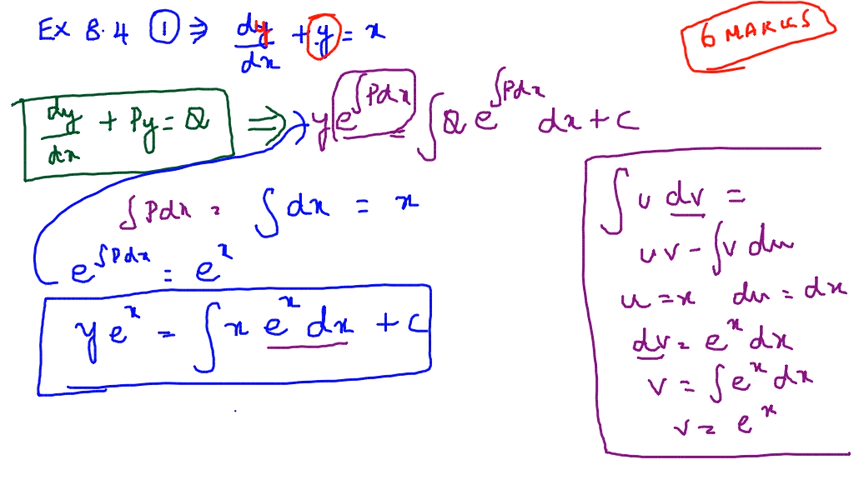 Ex 8.4 ① ⇒ dy/dx + y = x
6 MARKS
dy/dx + Py = Q ⇒ y e^∫Pdx = ∫ Q e^∫Pdx dx + c
∫Pdx = ∫dx = x
e^∫Pdx = e^x
y e^x = ∫ x e^x dx + c
∫ u dv =
uv - ∫v du
u = x du = dx
dv = e^x dx
v = ∫e^x dx
v = e^x